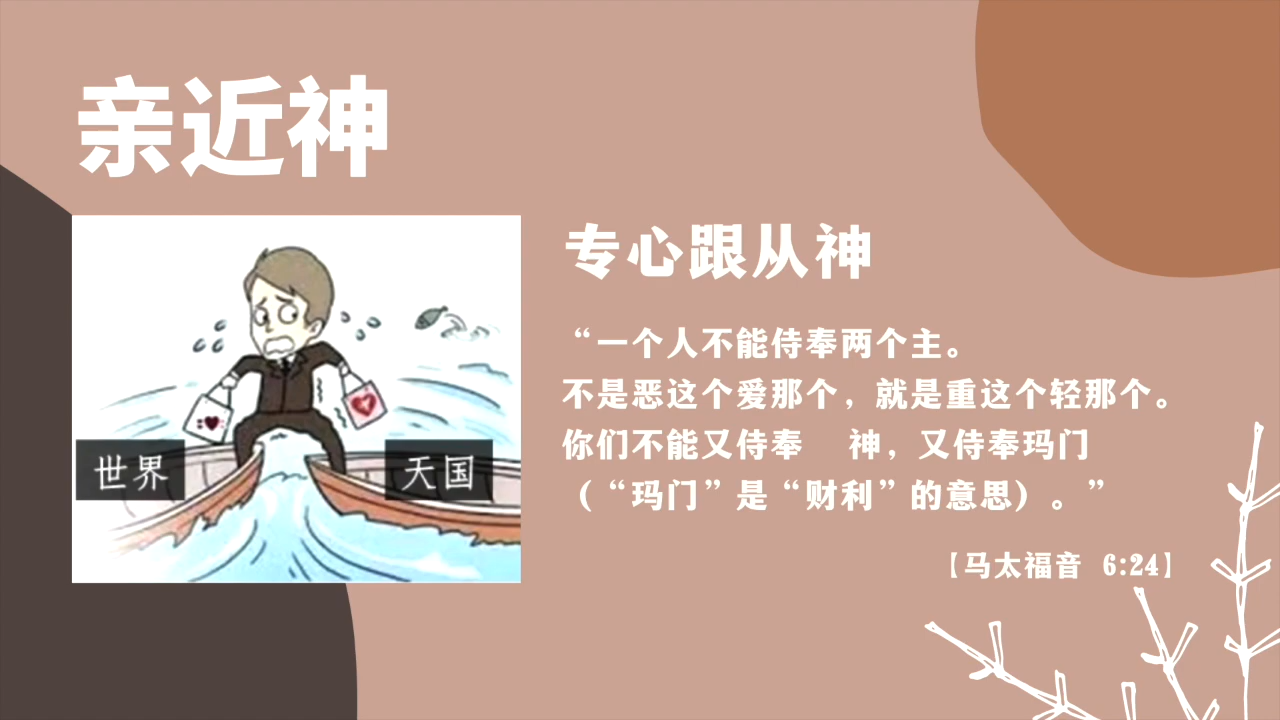 亲近神
世界
天国
专心跟从神
“一个人不能侍奉两个主。
不是恶这个爱那个，就是重这个轻那个。
你们不能又侍奉　神，又侍奉玛门
（“玛门”是“财利”的意思）。”
【马太福音 6:24】